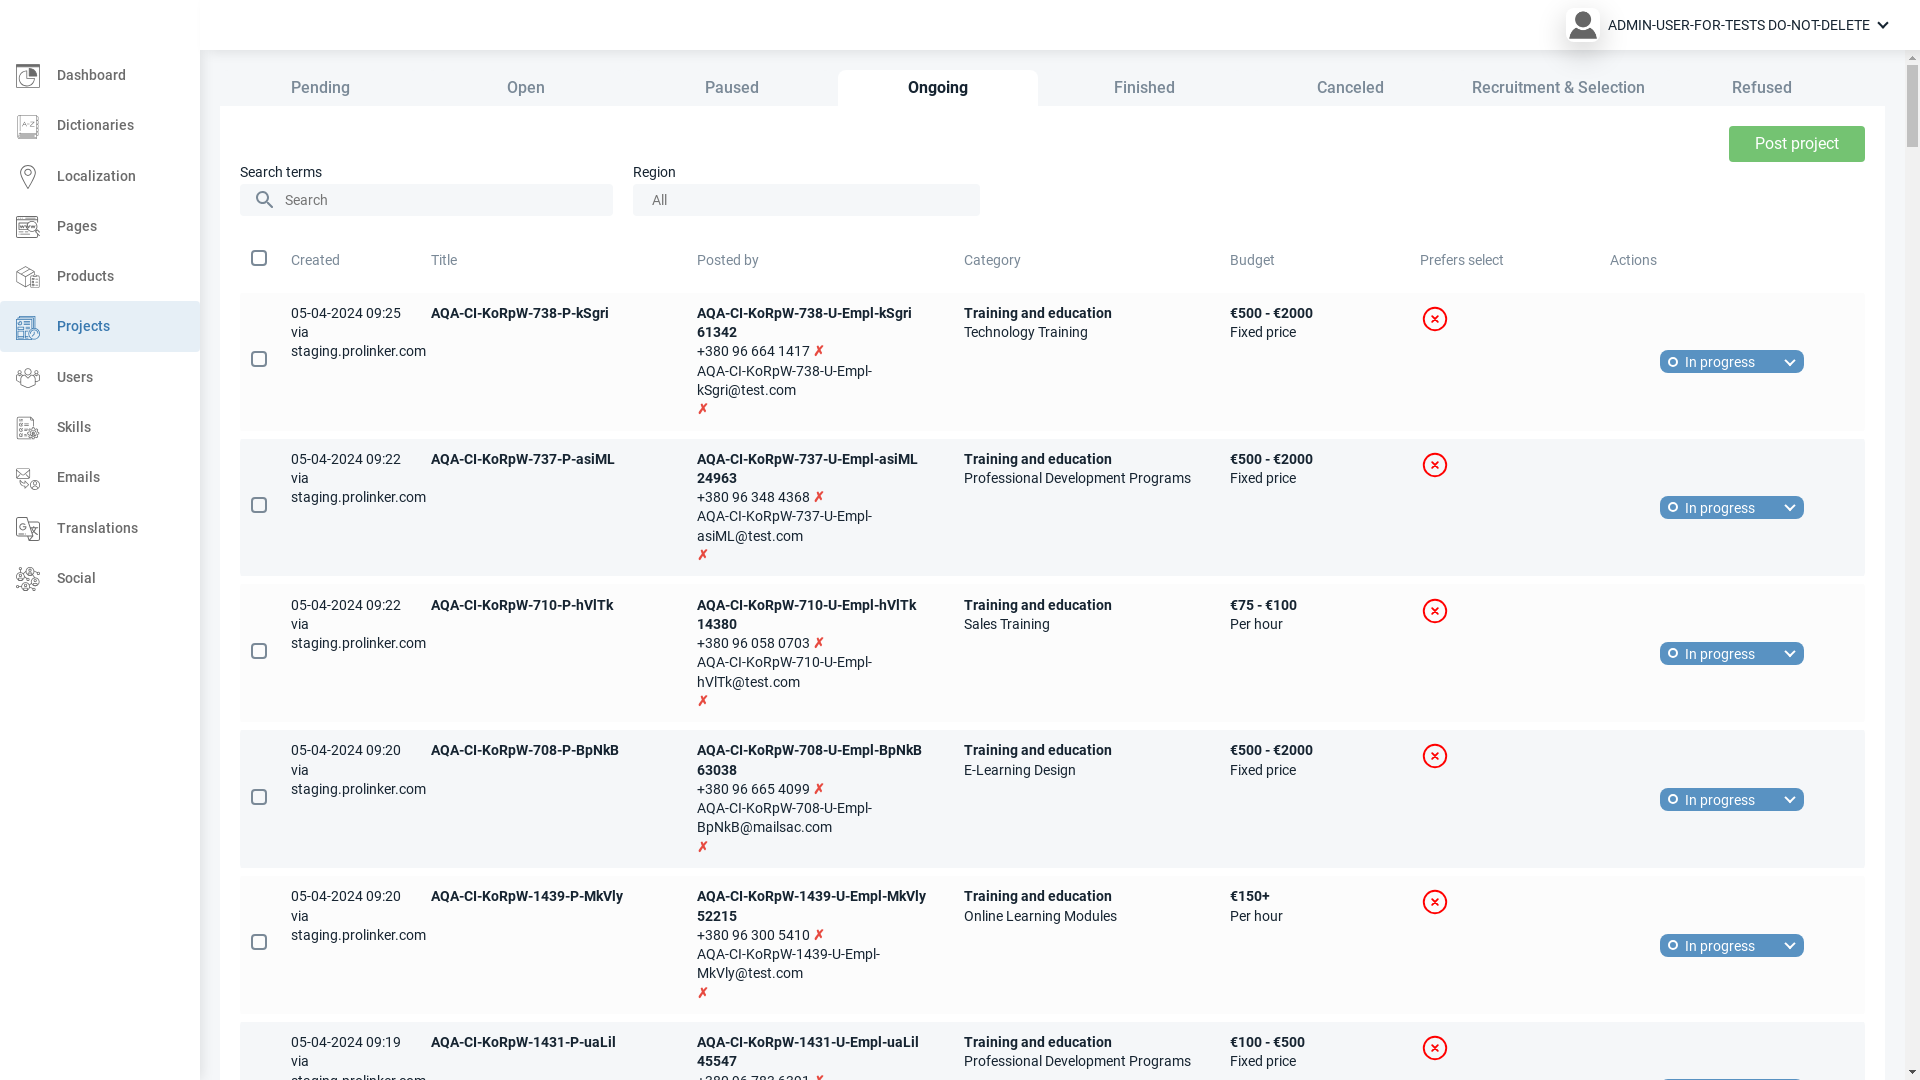 ADMIN-USER-FOR-TESTS DO-NOT-DELETE
Dashboard
Dictionaries
Localization
Pages
Products
Projects
Users
Skills
Emails
Translations
Social
Pending Open Paused Ongoing Finished Canceled Recruitment & Selection Refused
Post project
Search terms Region
Search All
Created Title Posted by Category Budget Prefers select Actions
05-04-2024 09:25 AQA-CI-KoRpW-738-P-kSgri AQA-CI-KoRpW-738-U-Empl-kSgri Training and education €500 - €2000
via 61342 Technology Training Fixed price
staging.prolinker.com +380 96 664 1417 ✗
In progress
AQA-CI-KoRpW-738-U-Empl-
kSgri@test.com
✗
05-04-2024 09:22 AQA-CI-KoRpW-737-P-asiML AQA-CI-KoRpW-737-U-Empl-asiML Training and education €500 - €2000
via 24963 Professional Development Programs Fixed price
staging.prolinker.com +380 96 348 4368 ✗
In progress
AQA-CI-KoRpW-737-U-Empl-
asiML@test.com
✗
05-04-2024 09:22 AQA-CI-KoRpW-710-P-hVlTk AQA-CI-KoRpW-710-U-Empl-hVlTk Training and education €75 - €100
via 14380 Sales Training Per hour
staging.prolinker.com +380 96 058 0703 ✗
In progress
AQA-CI-KoRpW-710-U-Empl-
hVlTk@test.com
✗
05-04-2024 09:20 AQA-CI-KoRpW-708-P-BpNkB AQA-CI-KoRpW-708-U-Empl-BpNkB Training and education €500 - €2000
via 63038 E-Learning Design Fixed price
staging.prolinker.com +380 96 665 4099 ✗
In progress
AQA-CI-KoRpW-708-U-Empl-
BpNkB@mailsac.com
✗
05-04-2024 09:20 AQA-CI-KoRpW-1439-P-MkVly AQA-CI-KoRpW-1439-U-Empl-MkVly Training and education €150+
via 52215 Online Learning Modules Per hour
staging.prolinker.com +380 96 300 5410 ✗
In progress
AQA-CI-KoRpW-1439-U-Empl-
MkVly@test.com
✗
05-04-2024 09:19 AQA-CI-KoRpW-1431-P-uaLil AQA-CI-KoRpW-1431-U-Empl-uaLil Training and education €100 - €500
via 45547 Professional Development Programs Fixed price